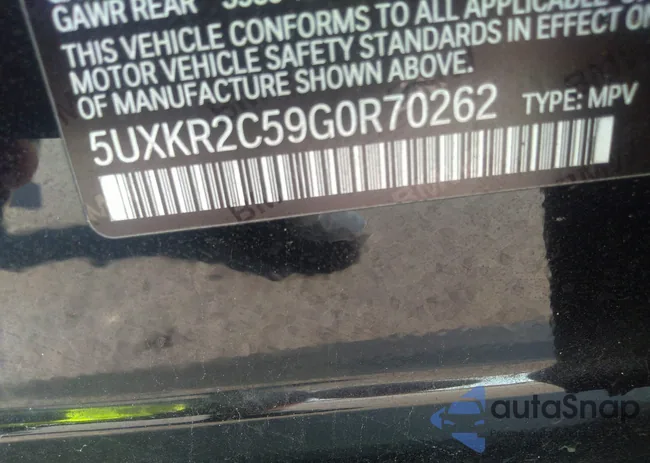 GAWR REAR
THIS VEHICLE CONFORMS TO ALL APPLICABLE
MOTOR VEHICLE SAFETY STANDARDS IN EFFECT ON
OF MANUFACTURE SHOWN ABOVE.
5UXKR2C59G0R70262 TYPE: MPV
autoSnap